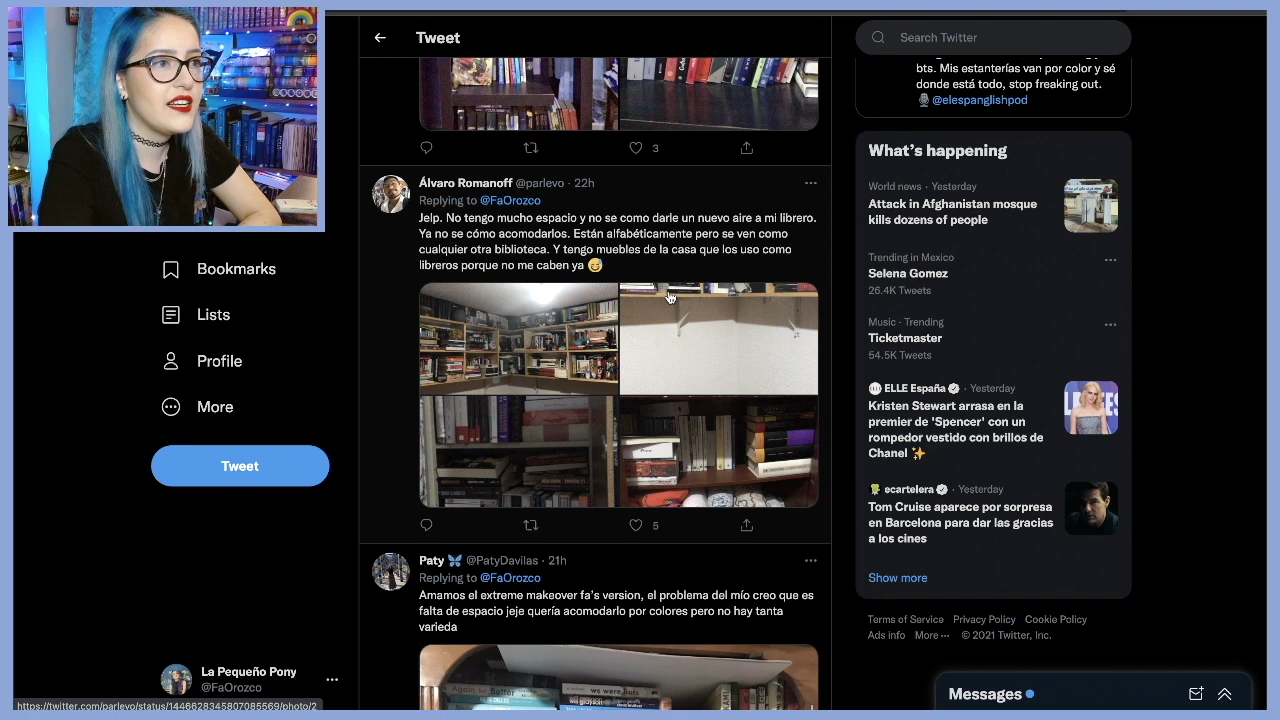 Tweet
Search Twitter
bts. Mis estanterías van por color y sé
donde está todo, stop freaking out.
@elespanglishpod
What's happening
World news · Yesterday
Attack in Afghanistan mosque
kills dozens of people
Trending in Mexico
Selena Gomez
26.4K Tweets
Music · Trending
Ticketmaster
54.5K Tweets
ELLE España · Yesterday
Kristen Stewart arrasa en la
premier de 'Spencer' con un
rompedor vestido con brillos de
Chanel ✨
ecartelera · Yesterday
Tom Cruise aparece por sorpresa
en Barcelona para dar las gracias
a los cines
Show more
Terms of Service Privacy Policy Cookie Policy
Ads info More ··· © 2021 Twitter, Inc.
Messages
3
Álvaro Romanoff @parlevo · 22h
Replying to @FaOrozco
Jelp. No tengo mucho espacio y no se como darle un nuevo aire a mi librero.
Ya no se cómo acomodarlos. Están alfabéticamente pero se ven como
cualquier otra biblioteca. Y tengo muebles de la casa que los uso como
libreros porque no me caben ya 😅
5
Paty 🦋 @PatyDavilas · 21h
Replying to @FaOrozco
Amamos el extreme makeover fa's version, el problema del mío creo que es
falta de espacio jeje quería acomodarlo por colores pero no hay tanta
varieda
Again, but Better
we were liars
Bookmarks
Lists
Profile
More
Tweet
La Pequeño Pony
@FaOrozco